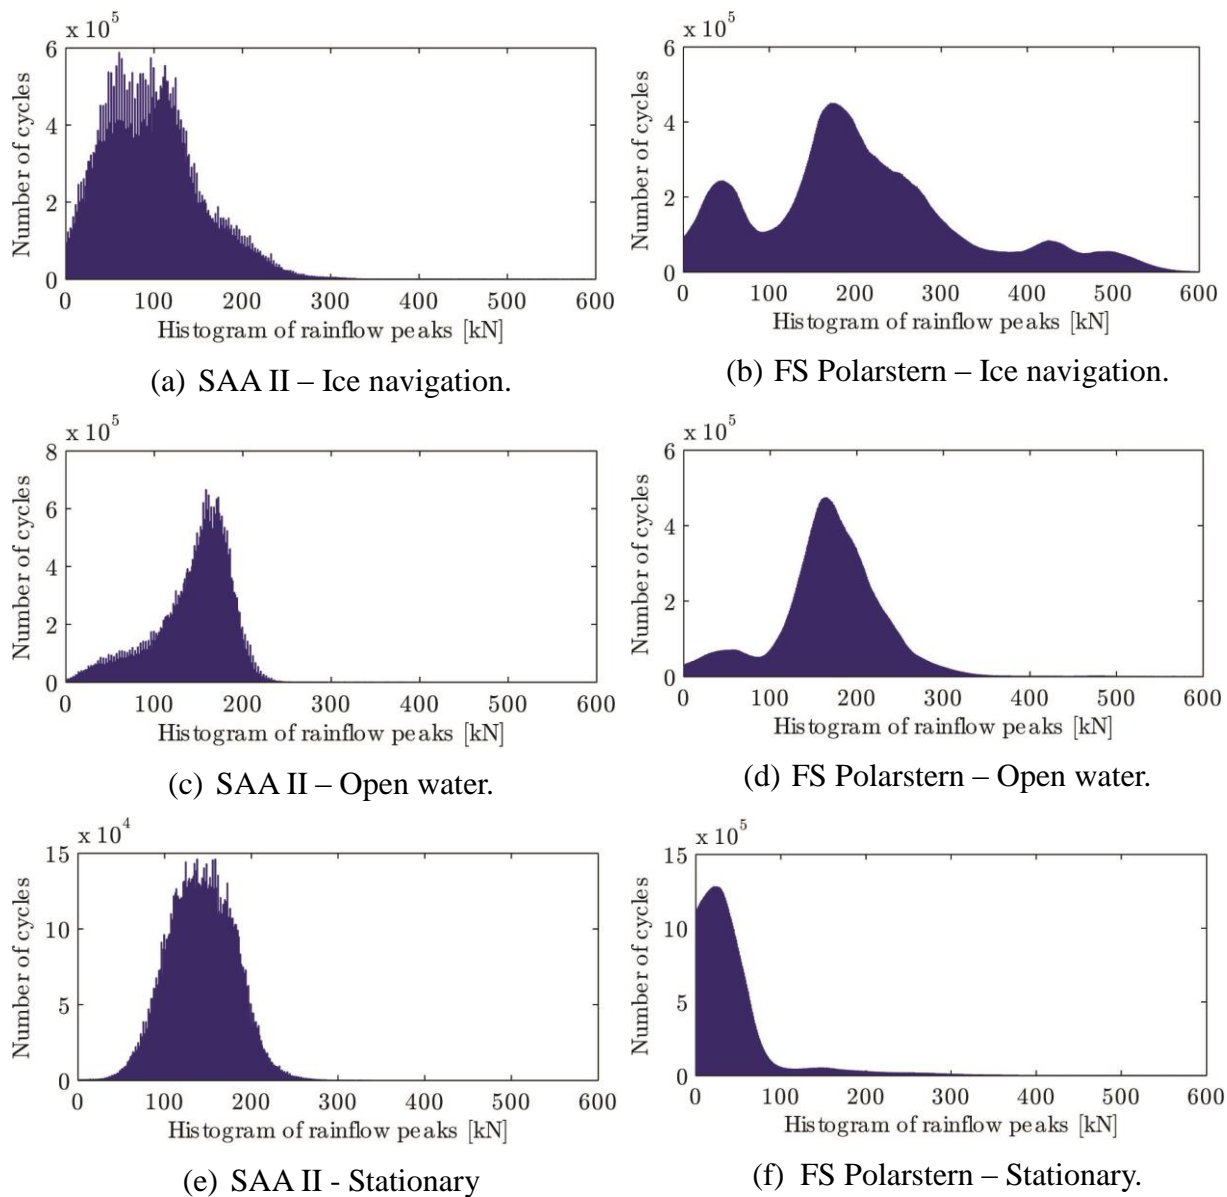 x 10^5
6
4
2
0
Number of cycles
0 100 200 300 400 500 600
Histogram of rainflow peaks [kN]
(a) SAA II – Ice navigation.
x 10^5
6
4
2
0
Number of cycles
0 100 200 300 400 500 600
Histogram of rainflow peaks [kN]
(b) FS Polarstern – Ice navigation.
x 10^5
8
6
4
2
0
Number of cycles
0 100 200 300 400 500 600
Histogram of rainflow peaks [kN]
(c) SAA II – Open water.
x 10^5
6
4
2
0
Number of cycles
0 100 200 300 400 500 600
Histogram of rainflow peaks [kN]
(d) FS Polarstern – Open water.
x 10^4
15
10
5
0
Number of cycles
0 100 200 300 400 500 600
Histogram of rainflow peaks [kN]
(e) SAA II - Stationary
x 10^5
15
10
5
0
Number of cycles
0 100 200 300 400 500 600
Histogram of rainflow peaks [kN]
(f) FS Polarstern – Stationary.